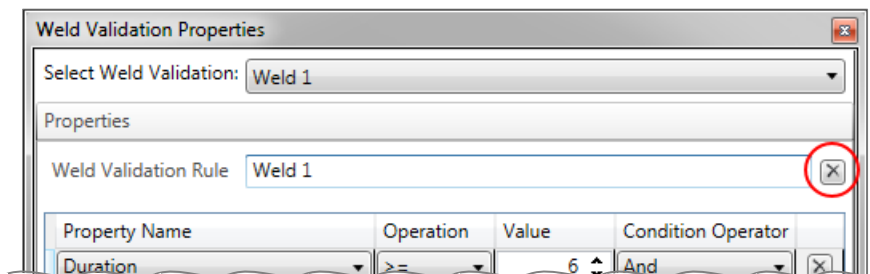 Weld Validation Properties
Select Weld Validation: Weld 1
Properties
Weld Validation Rule Weld 1
Property Name Operation Value Condition Operator
Duration >= 6 And